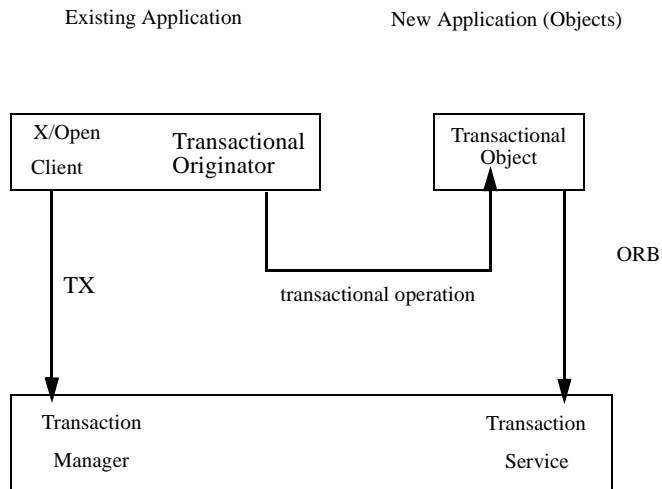 Existing Application
New Application (Objects)
X/Open
Client
Transactional
Originator
Transactional
Object
TX
transactional operation
ORB
Transaction
Manager
Transaction
Service